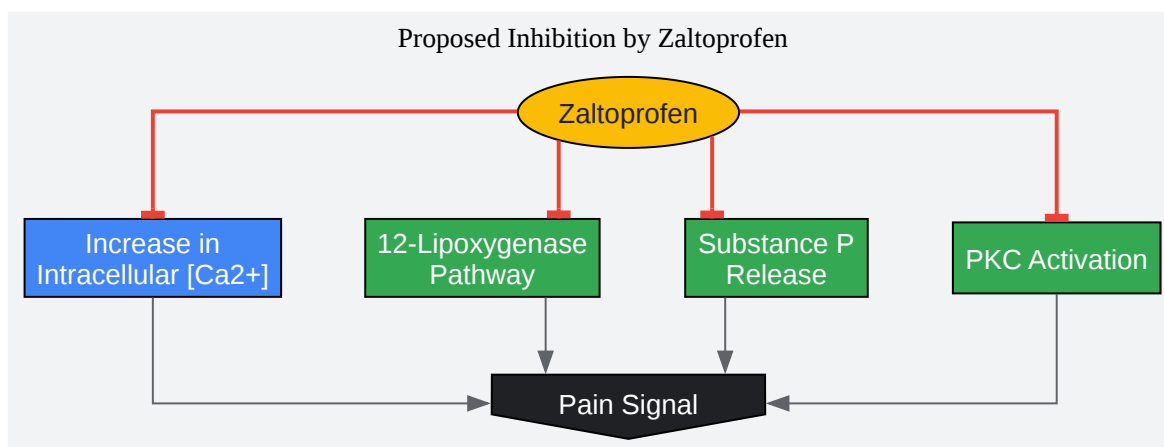 Proposed Inhibition by Zaltoprofen
Zaltoprofen
Increase in
Intracellular [Ca2+]
12-Lipoxygenase
Pathway
Substance P
Release
PKC Activation
Pain Signal